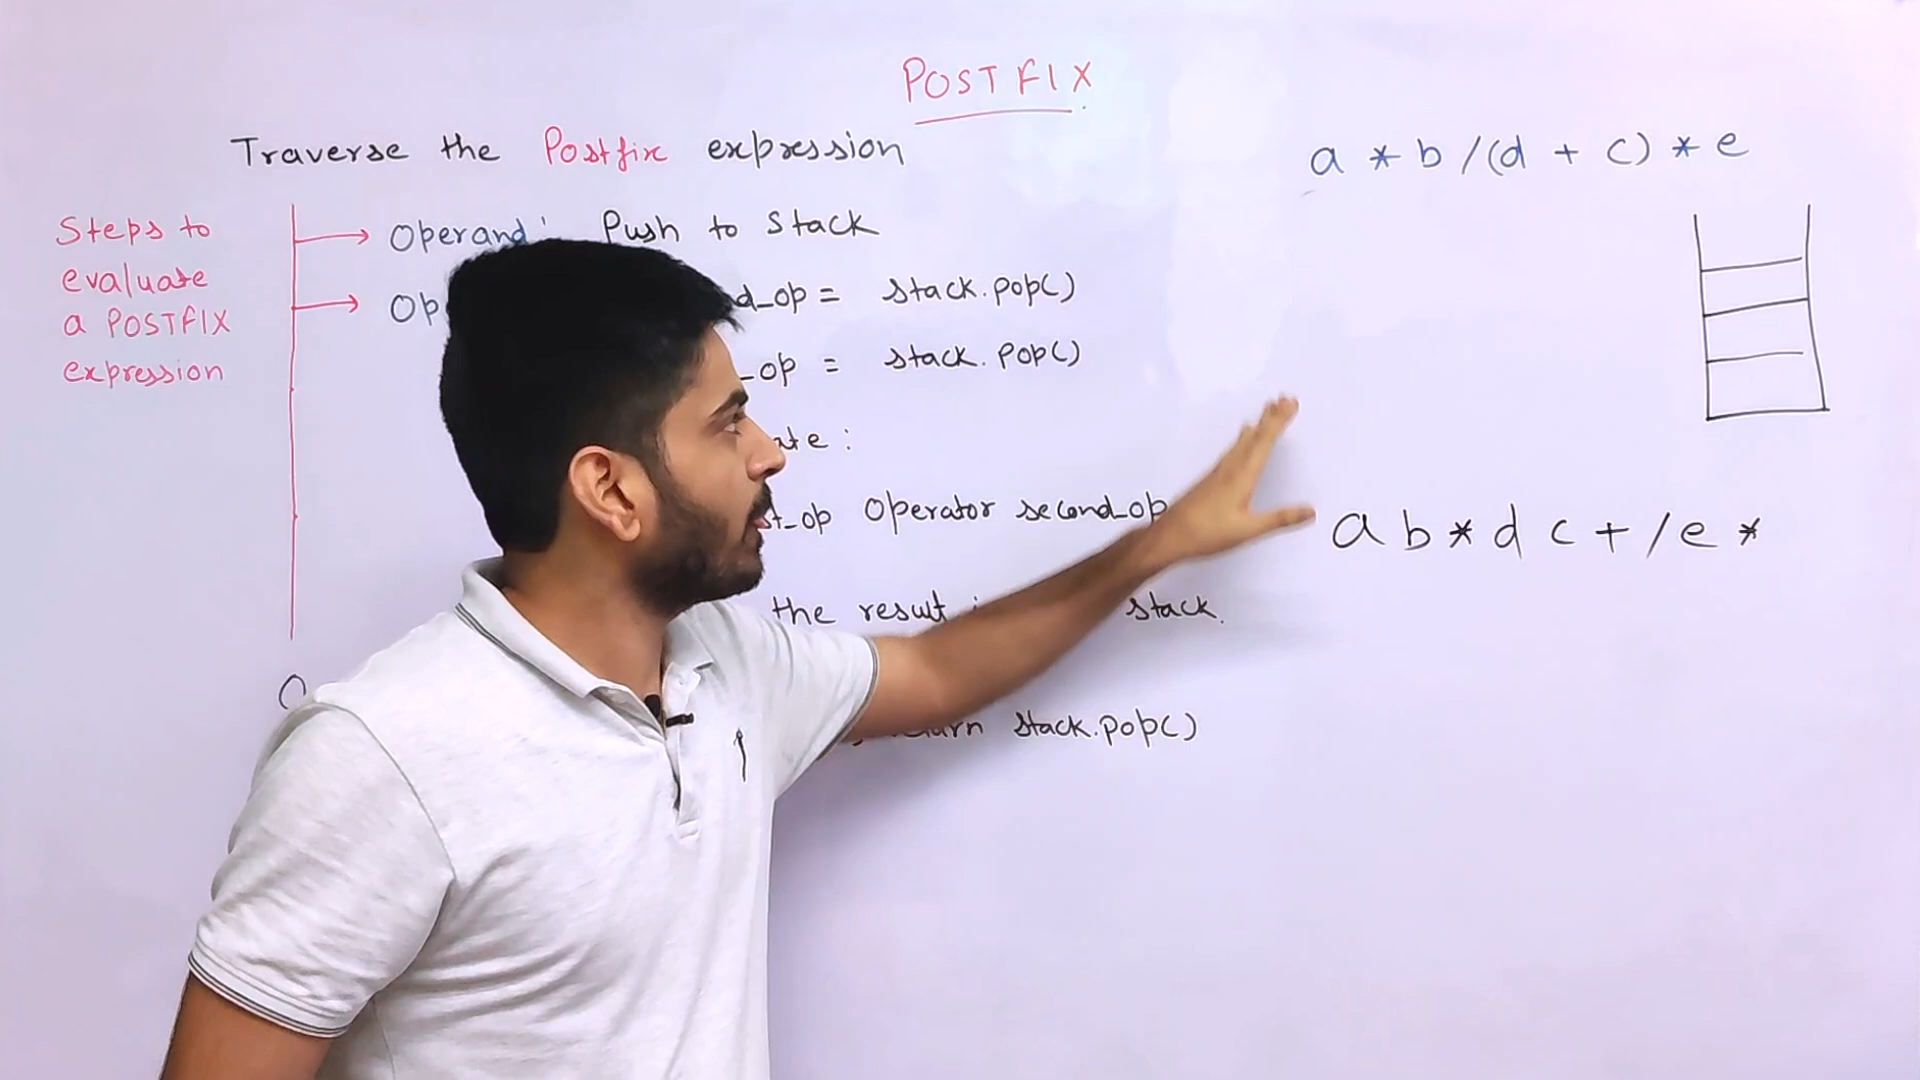 POSTFIX
Traverse the Postfix expression
a * b / (d + c) * e
Steps to
evaluate
a POSTFIX
expression
Operand: Push to Stack
= stack.pop()
= stack.pop()
Operator second_op
the result stack.
stack.pop()
a b * d c + / e *